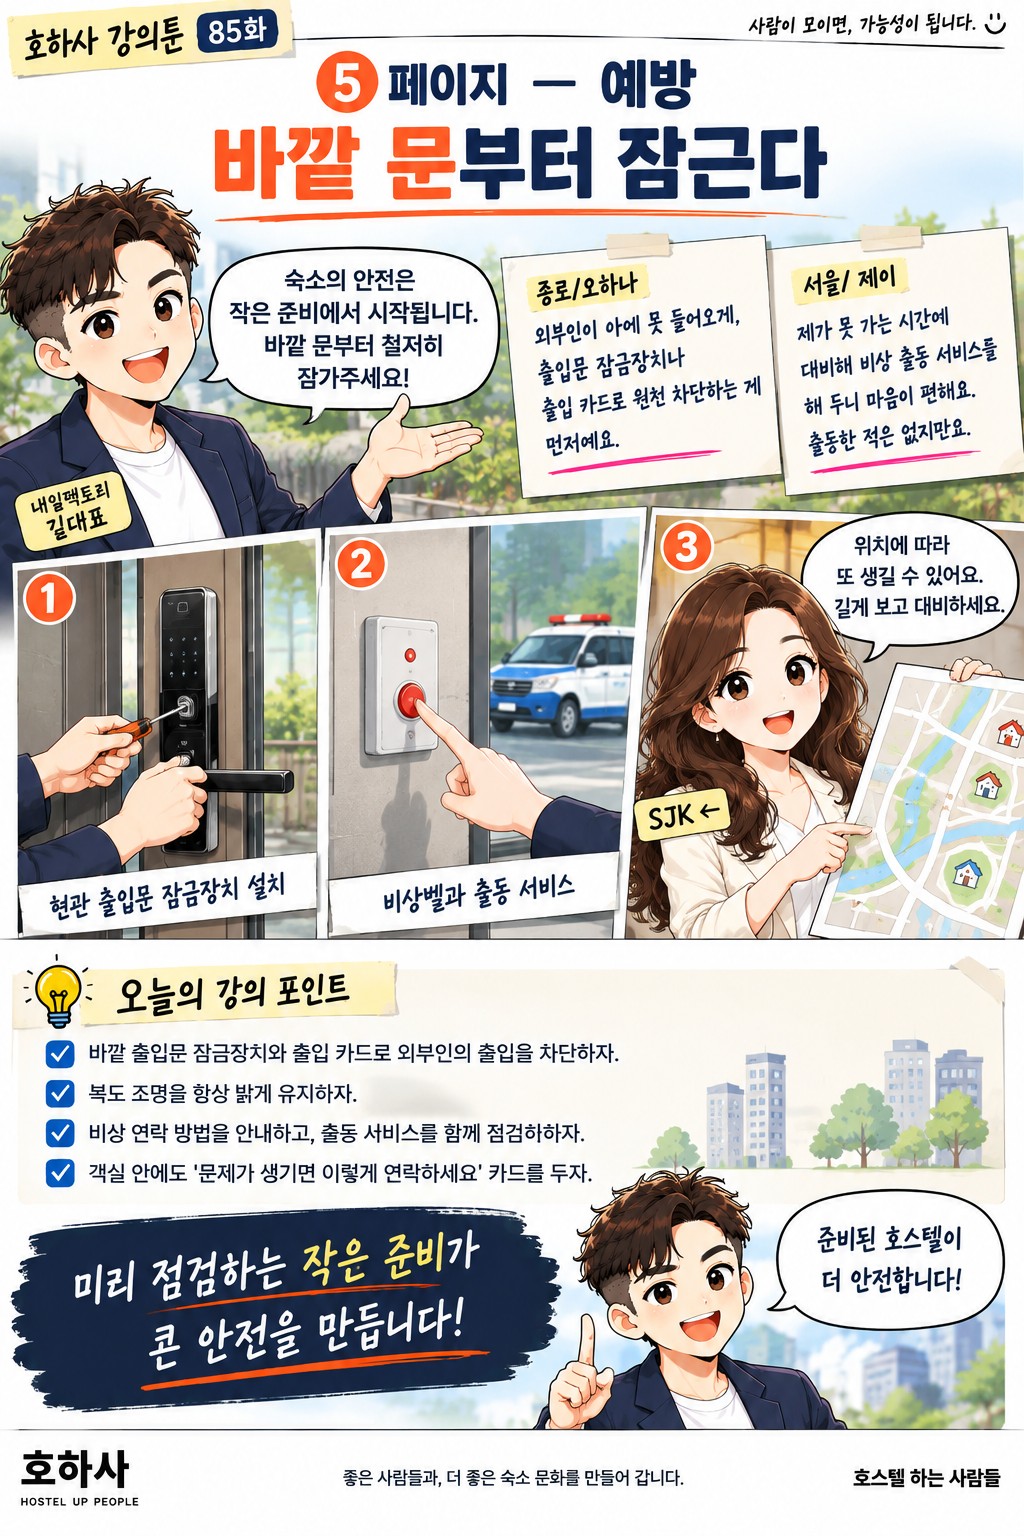 호하사 강의툰 85화
사람이 모이면, 가능성이 됩니다.
5 페이지 — 예방
바깥 문부터 잠근다
숙소의 안전은
작은 준비에서 시작됩니다.
바깥 문부터 철저히
잠가주세요!
내일팩토리
길대표
종로/오하나
외부인이 아예 못 들어오게,
출입문 잠금장치나
출입 카드로 원천 차단하는 게
먼저예요.
서울/ 제이
제가 못 가는 시간에
대비해 비상 출동 서비스를
해 두니 마음이 편해요.
출동한 적은 없지만요.
1
현관 출입문 잠금장치 설치
2
비상벨과 출동 서비스
3
위치에 따라
또 생길 수 있어요.
길게 보고 대비하세요.
SJK ←
오늘의 강의 포인트
바깥 출입문 잠금장치와 출입 카드로 외부인의 출입을 차단하자.
복도 조명을 항상 밝게 유지하자.
비상 연락 방법을 안내하고, 출동 서비스를 함께 점검하하자.
객실 안에도 '문제가 생기면 이렇게 연락하세요' 카드를 두자.
미리 점검하는 작은 준비가
큰 안전을 만듭니다!
준비된 호스텔이
더 안전합니다!
호하사
HOSTEL UP PEOPLE
좋은 사람들과, 더 좋은 숙소 문화를 만들어 갑니다.
호스텔 하는 사람들